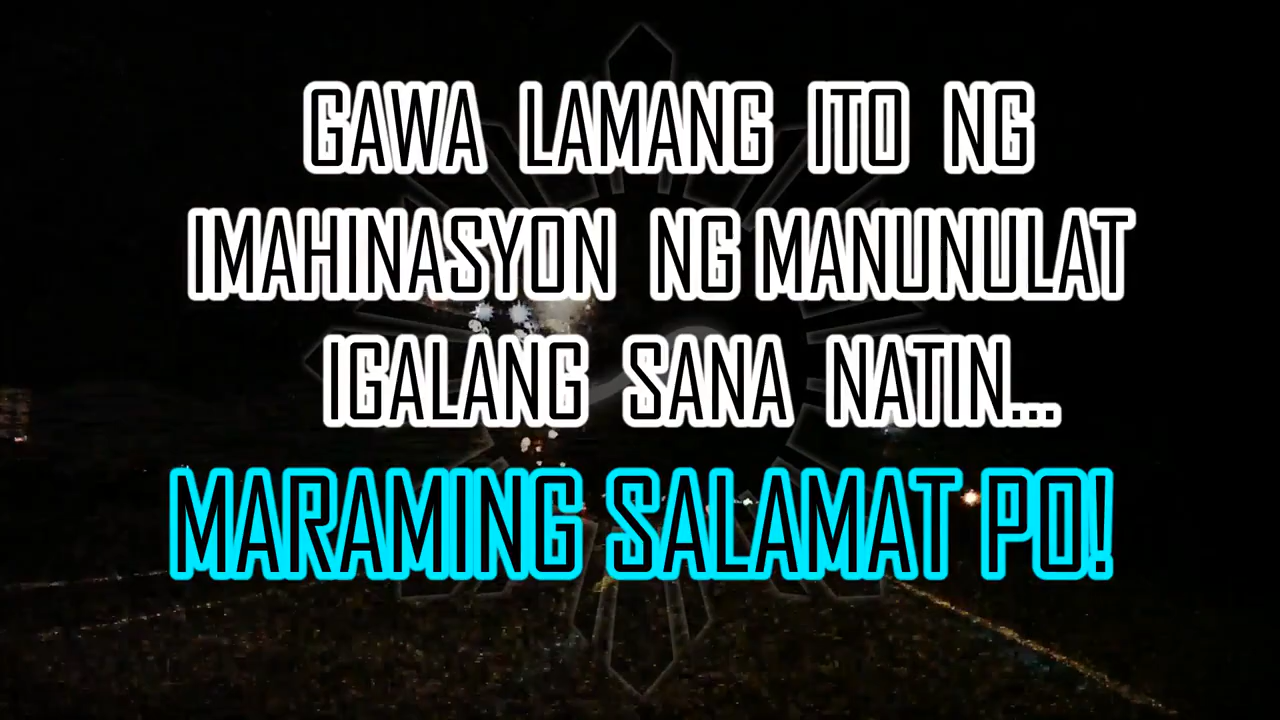 GAWA LAMANG ITO NG
IMAHINASYON NG MANUNULAT
IGALANG SANA NATIN...
MARAMING SALAMAT PO!